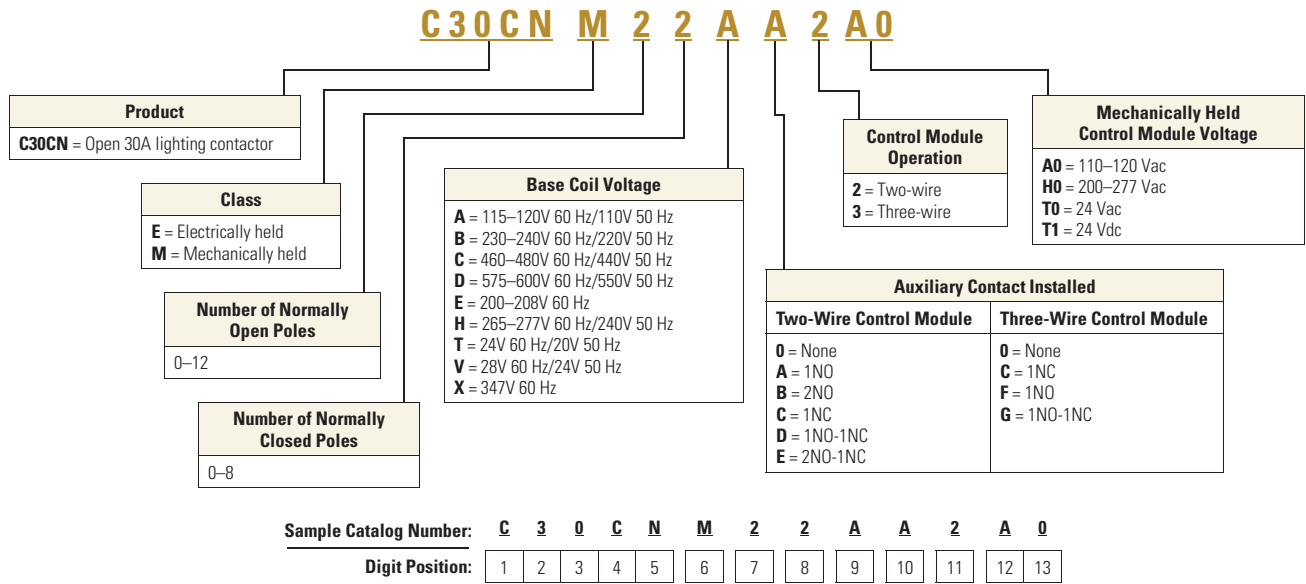 C30CN M 2 2 A A 2 A0
Product
C30CN = Open 30A lighting contactor
Class
E = Electrically held
M = Mechanically held
Number of Normally
Open Poles
0–12
Number of Normally
Closed Poles
0–8
Base Coil Voltage
A = 115–120V 60 Hz/110V 50 Hz
B = 230–240V 60 Hz/220V 50 Hz
C = 460–480V 60 Hz/440V 50 Hz
D = 575–600V 60 Hz/550V 50 Hz
E = 200–208V 60 Hz
H = 265–277V 60 Hz/240V 50 Hz
T = 24V 60 Hz/20V 50 Hz
V = 28V 60 Hz/24V 50 Hz
X = 347V 60 Hz
Control Module
Operation
2 = Two-wire
3 = Three-wire
Mechanically Held
Control Module Voltage
A0 = 110–120 Vac
H0 = 200–277 Vac
T0 = 24 Vac
T1 = 24 Vdc
Auxiliary Contact Installed
Two-Wire Control Module
0 = None
A = 1NO
B = 2NO
C = 1NC
D = 1NO-1NC
E = 2NO-1NC
Three-Wire Control Module
0 = None
C = 1NC
F = 1NO
G = 1NO-1NC
Sample Catalog Number: C 3 0 C N M 2 2 A A 2 A 0
Digit Position: 1 2 3 4 5 6 7 8 9 10 11 12 13